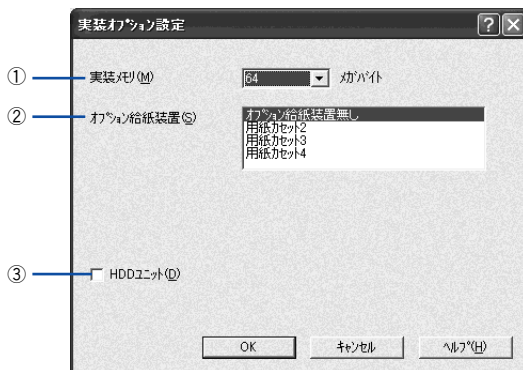 実装ｵﾌﾟｼｮﾝ設定
① 実装ﾒﾓﾘ(M) 64 ﾒｶﾞﾊﾞｲﾄ
② ｵﾌﾟｼｮﾝ給紙装置(S) ｵﾌﾟｼｮﾝ給紙装置無し
用紙ｶｾｯﾄ2
用紙ｶｾｯﾄ3
用紙ｶｾｯﾄ4
③ HDDﾕﾆｯﾄ(D)
OK ｷｬﾝｾﾙ ﾍﾙﾌﾟ(H)